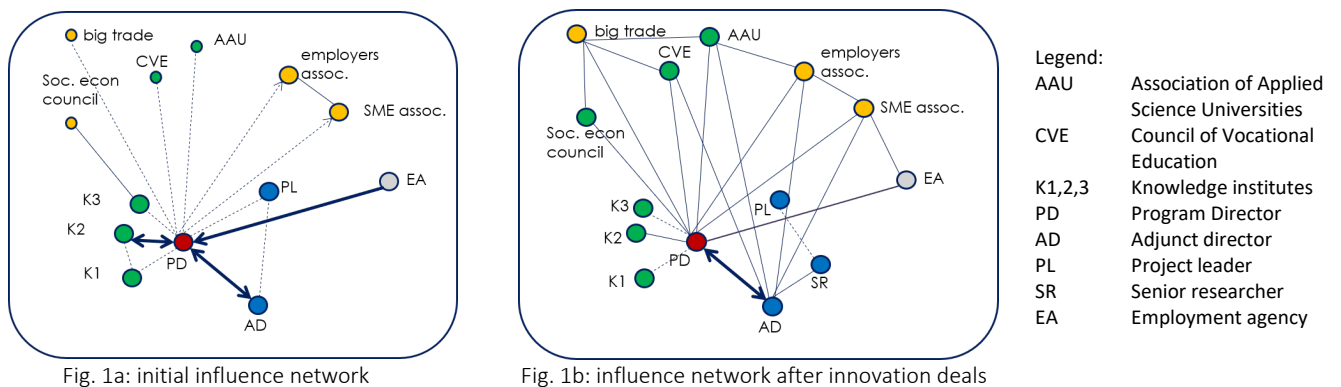 big trade
AAU
CVE
employers
assoc.
Soc. econ
council
SME assoc.
EA
PL
K3
K2
PD
K1
AD
Fig. 1a: initial influence network
big trade
AAU
CVE
employers
assoc.
SME assoc.
Soc. econ
council
EA
K3
PL
K2
PD
K1
SR
AD
Fig. 1b: influence network after innovation deals
Legend:
AAU Association of Applied
Science Universities
CVE Council of Vocational
Education
K1,2,3 Knowledge institutes
PD Program Director
AD Adjunct director
PL Project leader
SR Senior researcher
EA Employment agency